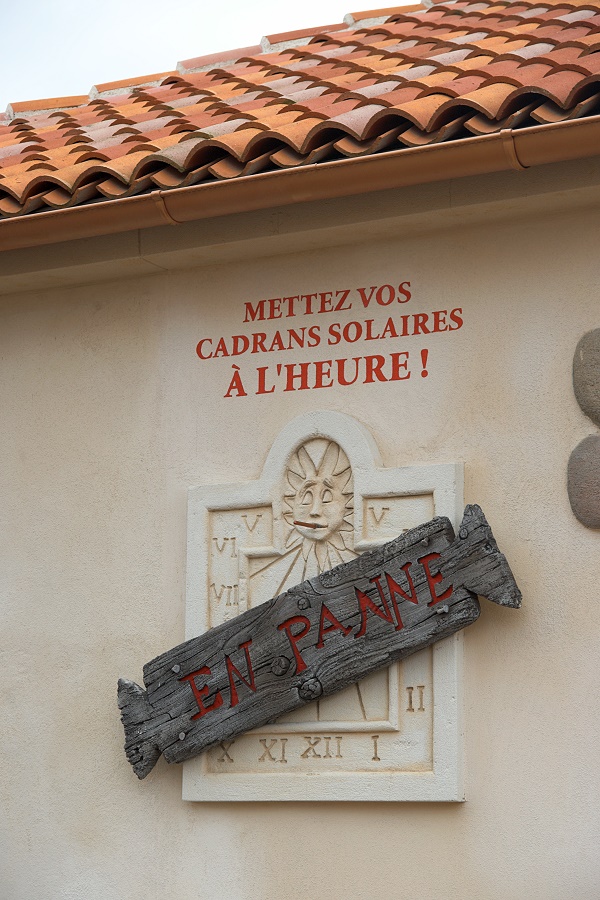 METTEZ VOS
CADRANS SOLAIRES
À L'HEURE !
V V
VI
VII
EN PANNE
II
X XI XII I